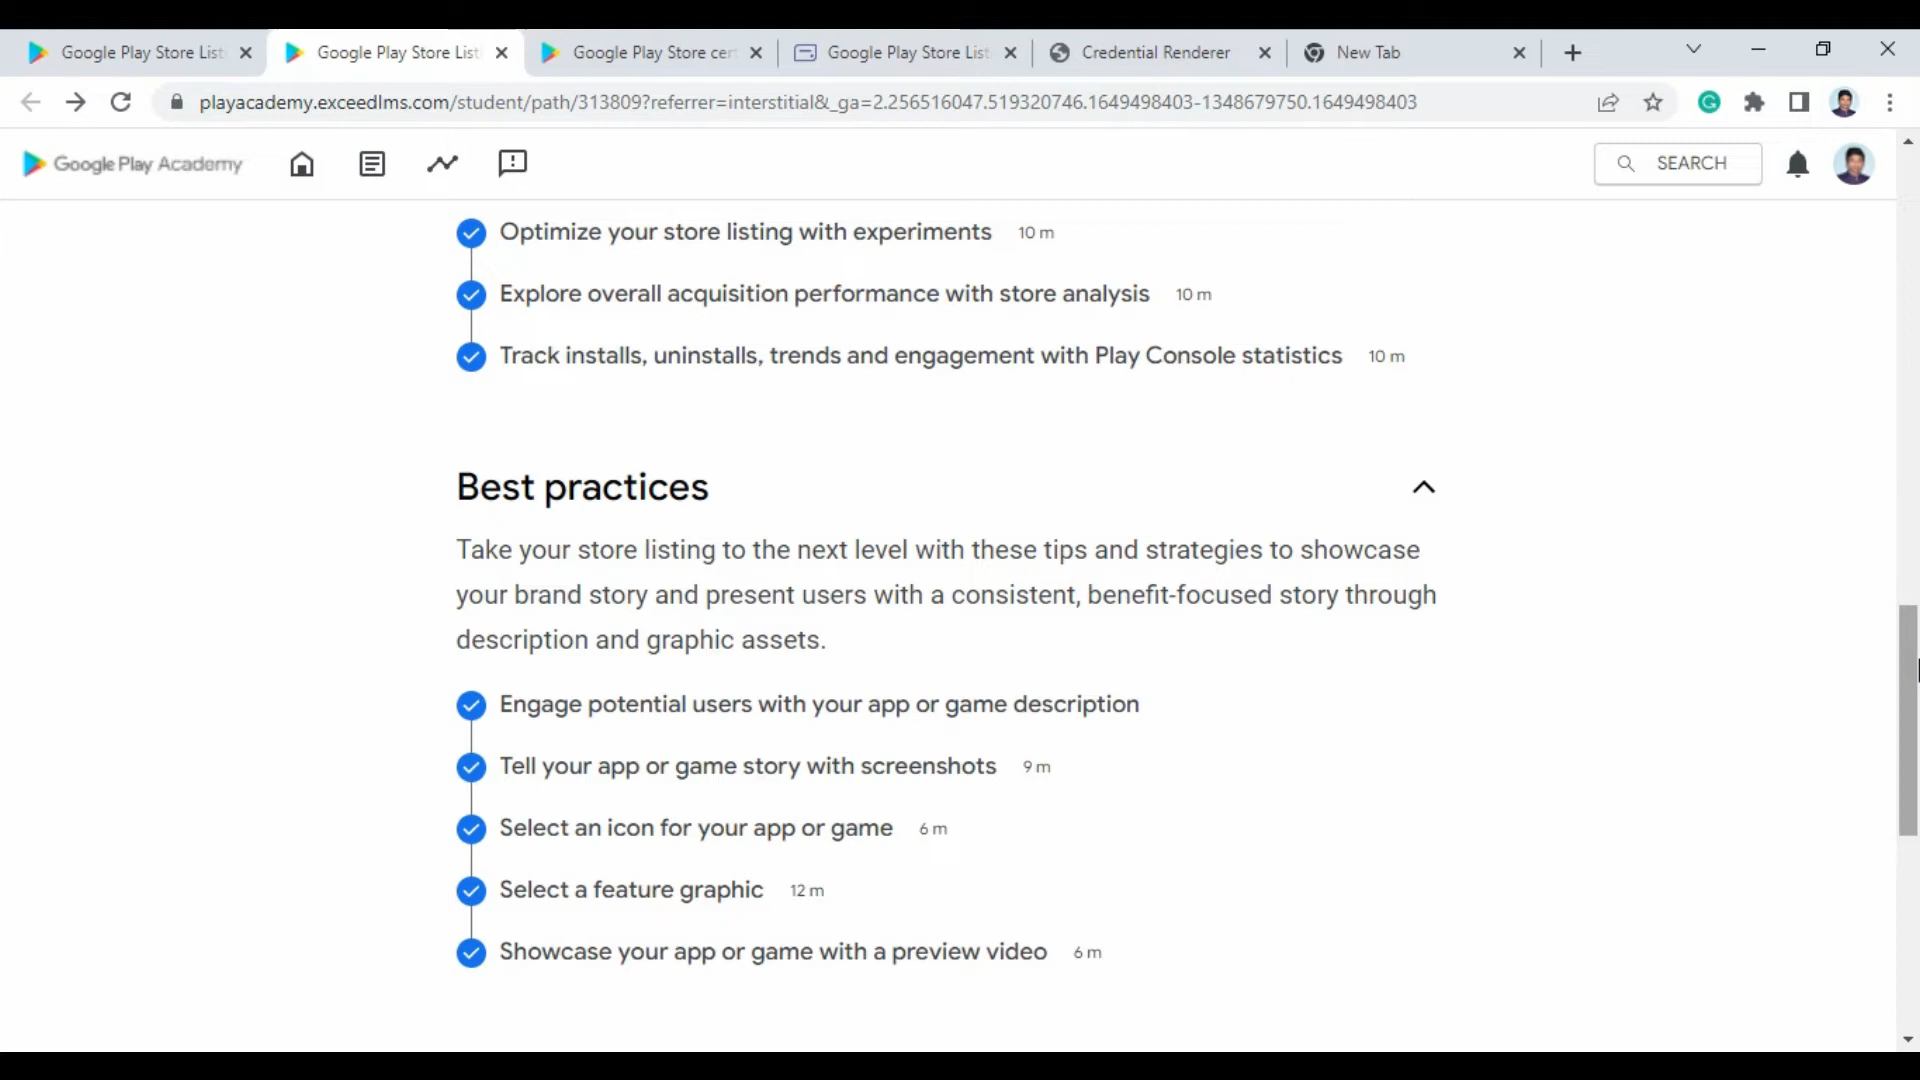 Google Play Store List
Google Play Store List
Google Play Store cert
Google Play Store List
Credential Renderer
New Tab
playacademy.exceedlms.com/student/path/313809?referrer=interstitial&_ga=2.256516047.519320746.1649498403-1348679750.1649498403
Google Play Academy
SEARCH
Optimize your store listing with experiments 10 m
Explore overall acquisition performance with store analysis 10 m
Track installs, uninstalls, trends and engagement with Play Console statistics 10 m
Best practices
Take your store listing to the next level with these tips and strategies to showcase
your brand story and present users with a consistent, benefit-focused story through
description and graphic assets.
Engage potential users with your app or game description
Tell your app or game story with screenshots 9 m
Select an icon for your app or game 6 m
Select a feature graphic 12 m
Showcase your app or game with a preview video 6 m